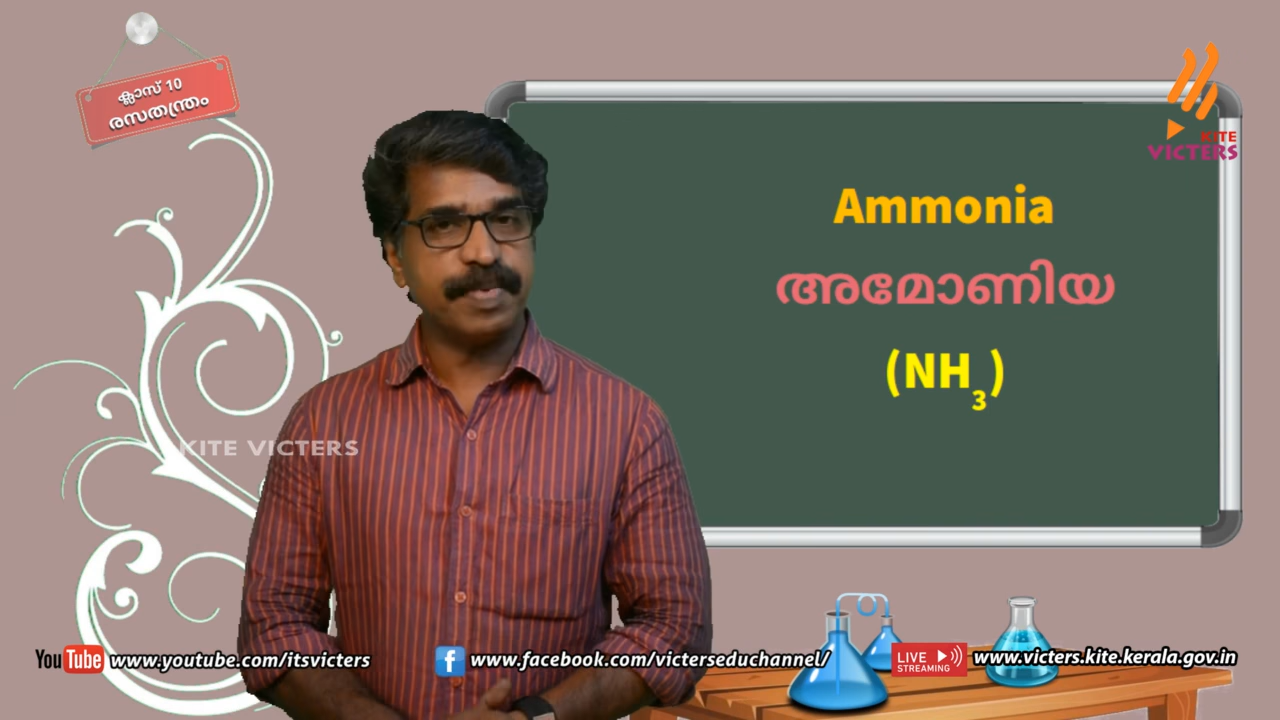 ക്ലാസ് 10
രസതന്ത്രം
KITE
VICTERS
Ammonia
അമോണിയ
(NH₃)
KITE VICTERS
YouTube www.youtube.com/itsvicters
f www.facebook.com/victerseduchannel/
LIVE STREAMING www.victers.kite.kerala.gov.in